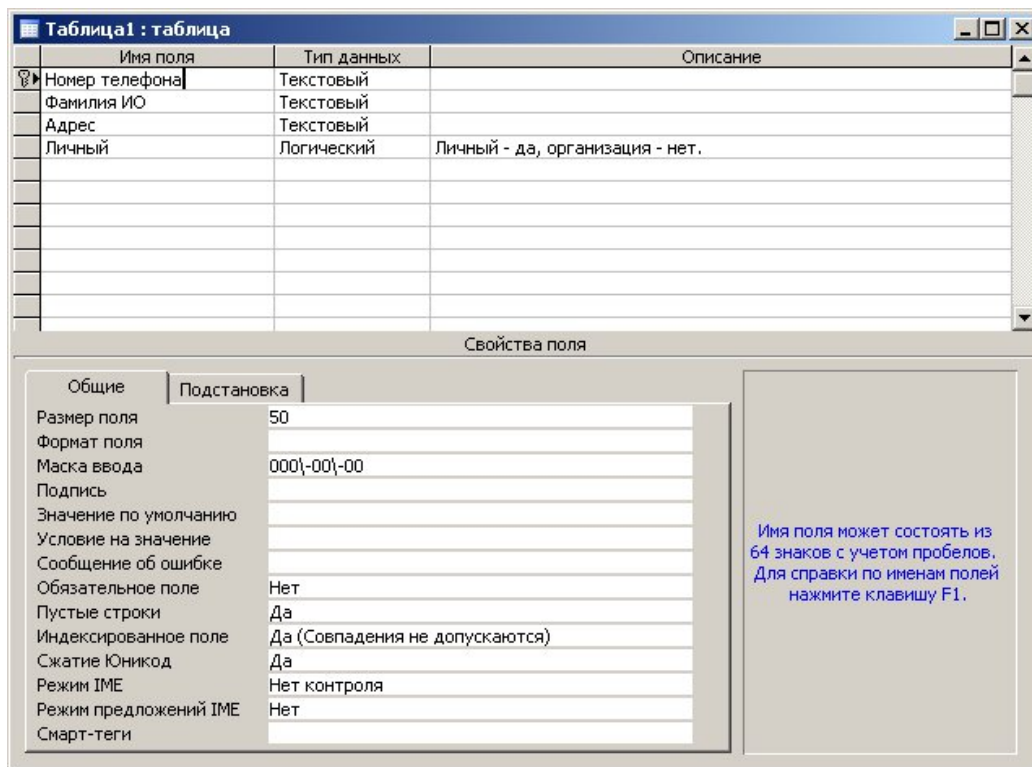 Таблица1 : таблица
Имя поля Тип данных Описание
Номер телефона Текстовый
Фамилия ИО Текстовый
Адрес Текстовый
Личный Логический Личный - да, организация - нет.
Свойства поля
Общие Подстановка
Размер поля 50
Формат поля
Маска ввода 000\-00\-00
Подпись
Значение по умолчанию
Условие на значение
Сообщение об ошибке
Обязательное поле Нет
Пустые строки Да
Индексированное поле Да (Совпадения не допускаются)
Сжатие Юникод Да
Режим IME Нет контроля
Режим предложений IME Нет
Смарт-теги
Имя поля может состоять из
64 знаков с учетом пробелов.
Для справки по именам полей
нажмите клавишу F1.